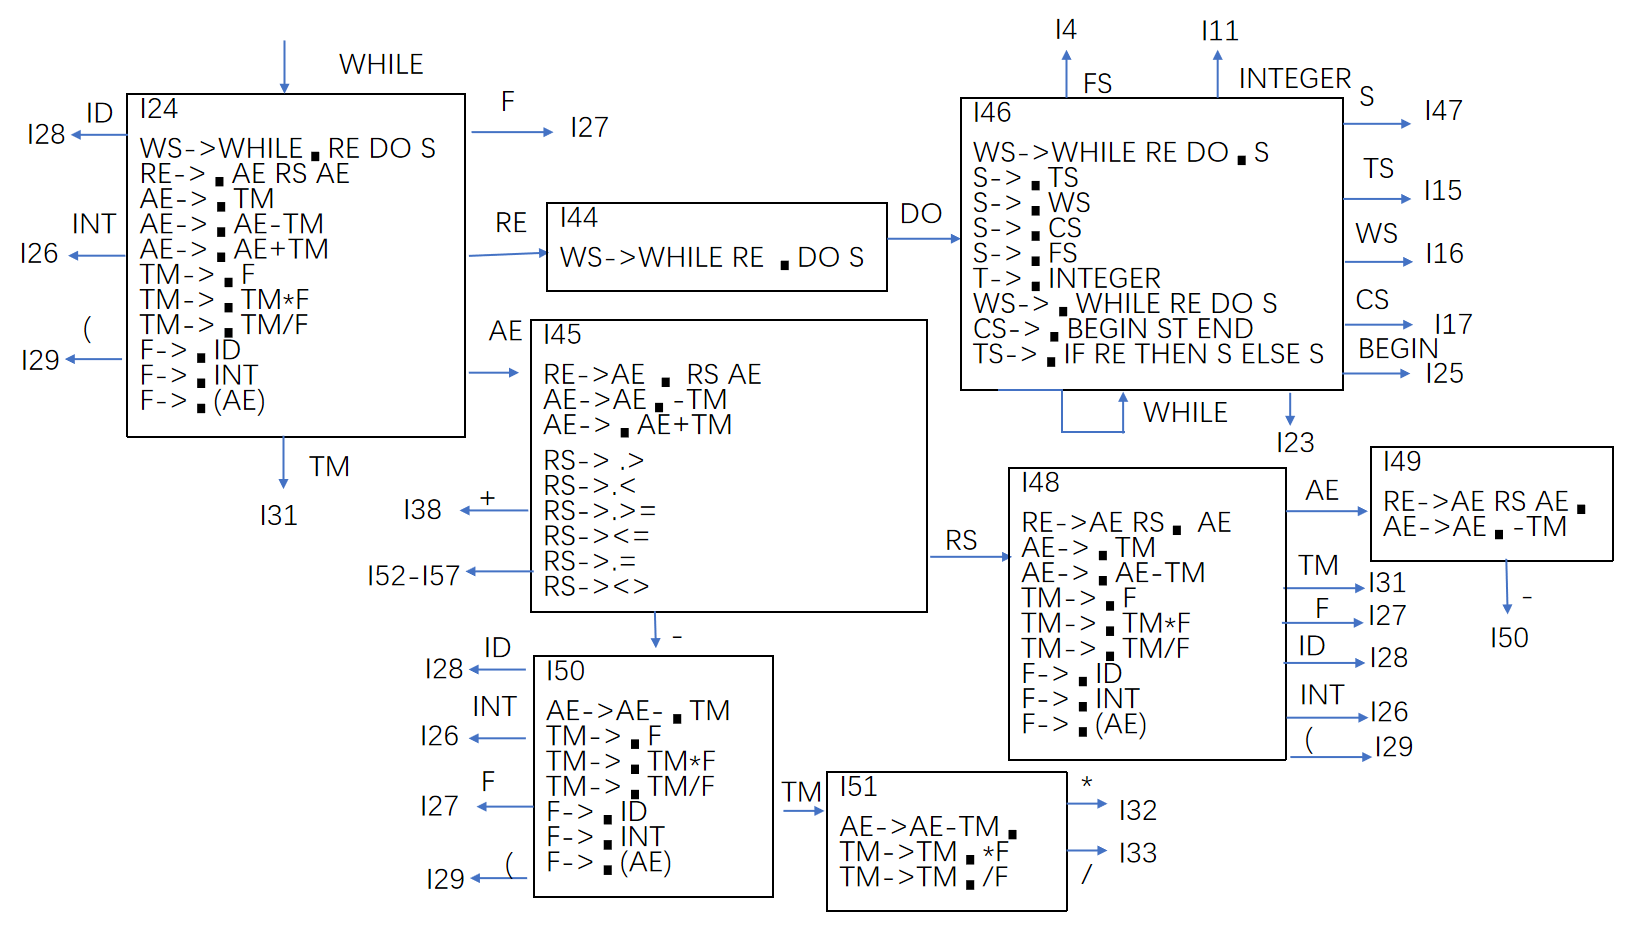 WHILE
I24
WS->WHILE . RE DO S
RE-> . AE RS AE
AE-> . TM
AE-> . AE-TM
AE-> . AE+TM
TM-> . F
TM-> . TM*F
TM-> . TM/F
F-> . ID
F-> . INT
F-> . (AE)
ID
I28
INT
I26
(
I29
TM
I31
F
I27
RE
I44
WS->WHILE RE . DO S
DO
AE
I45
RE->AE . RS AE
AE->AE . -TM
AE-> . AE+TM
RS-> .>
RS->.<
RS->.>=
RS-><=
RS->.=
RS-><>
+
I38
I52-I57
-
RS
I46
WS->WHILE RE DO . S
S-> . TS
S-> . WS
S-> . CS
S-> . FS
T-> . INTEGER
WS-> . WHILE RE DO S
CS-> . BEGIN ST END
TS-> . IF RE THEN S ELSE S
I4
FS
I11
INTEGER
S
I47
TS
I15
WS
I16
CS
I17
BEGIN
I25
WHILE
I23
I48
RE->AE RS . AE
AE-> . TM
AE-> . AE-TM
TM-> . F
TM-> . TM*F
TM-> . TM/F
F-> . ID
F-> . INT
F-> . (AE)
AE
TM
I31
F
I27
ID
I28
INT
I26
(
I29
I49
RE->AE RS AE .
AE->AE . -TM
-
I50
I50
AE->AE- . TM
TM-> . F
TM-> . TM*F
TM-> . TM/F
F-> . ID
F-> . INT
F-> . (AE)
ID
I28
INT
I26
F
I27
(
I29
TM
I51
AE->AE-TM .
TM->TM . *F
TM->TM . /F
*
I32
I33
/